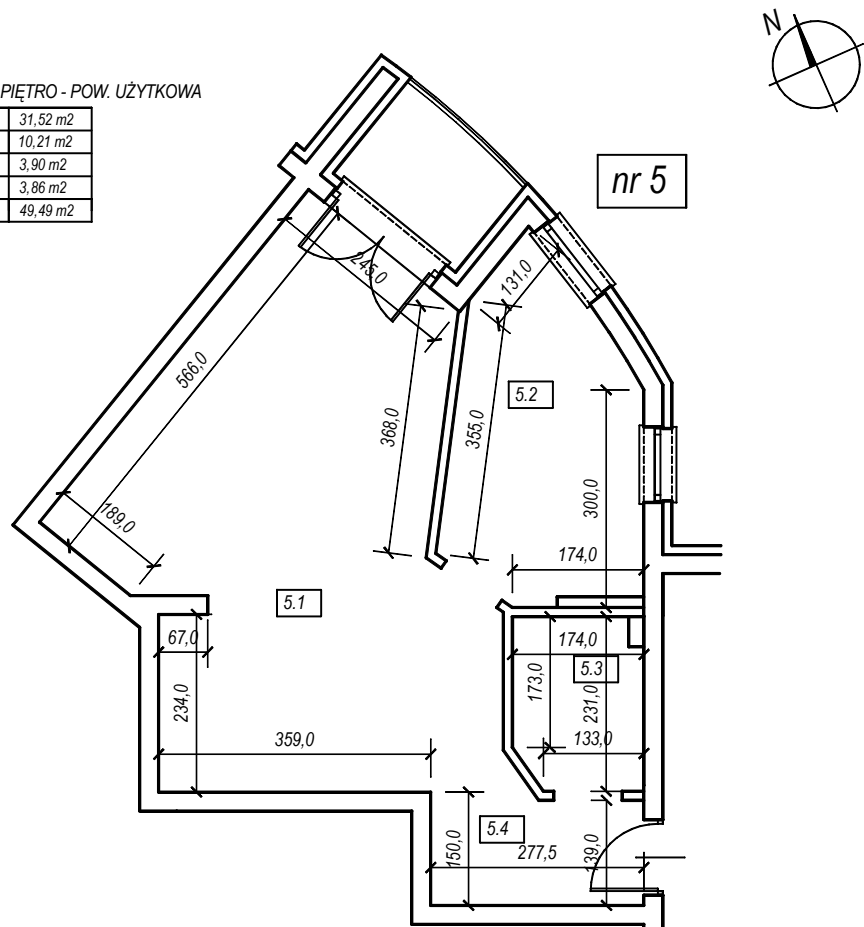 N
PIĘTRO - POW. UŻYTKOWA
31,52 m2
10,21 m2
3,90 m2
3,86 m2
49,49 m2
nr 5
245,0
131,0
566,0
5.2
368,0
355,0
300,0
189,0
174,0
5.1
67,0
174,0
5.3
234,0
173,0
231,0
359,0
133,0
5.4
150,0
277,5
139,0